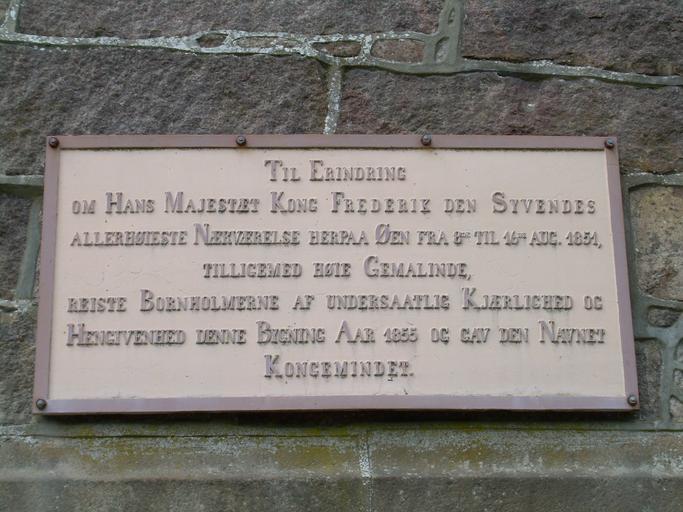 Til Erindring
om Hans Majestæt Kong Frederik den Syvendes
allerhøieste Nærværelse herpaa Øen fra 8de til 16de Aug. 1851,
tilligemed høie Gemalinde,
reiste Bornholmerne af undersaatlig Kjærlighed og
Hengivenhed denne Bygning Aar 1855 og gav den Navnet
Kongemindet.